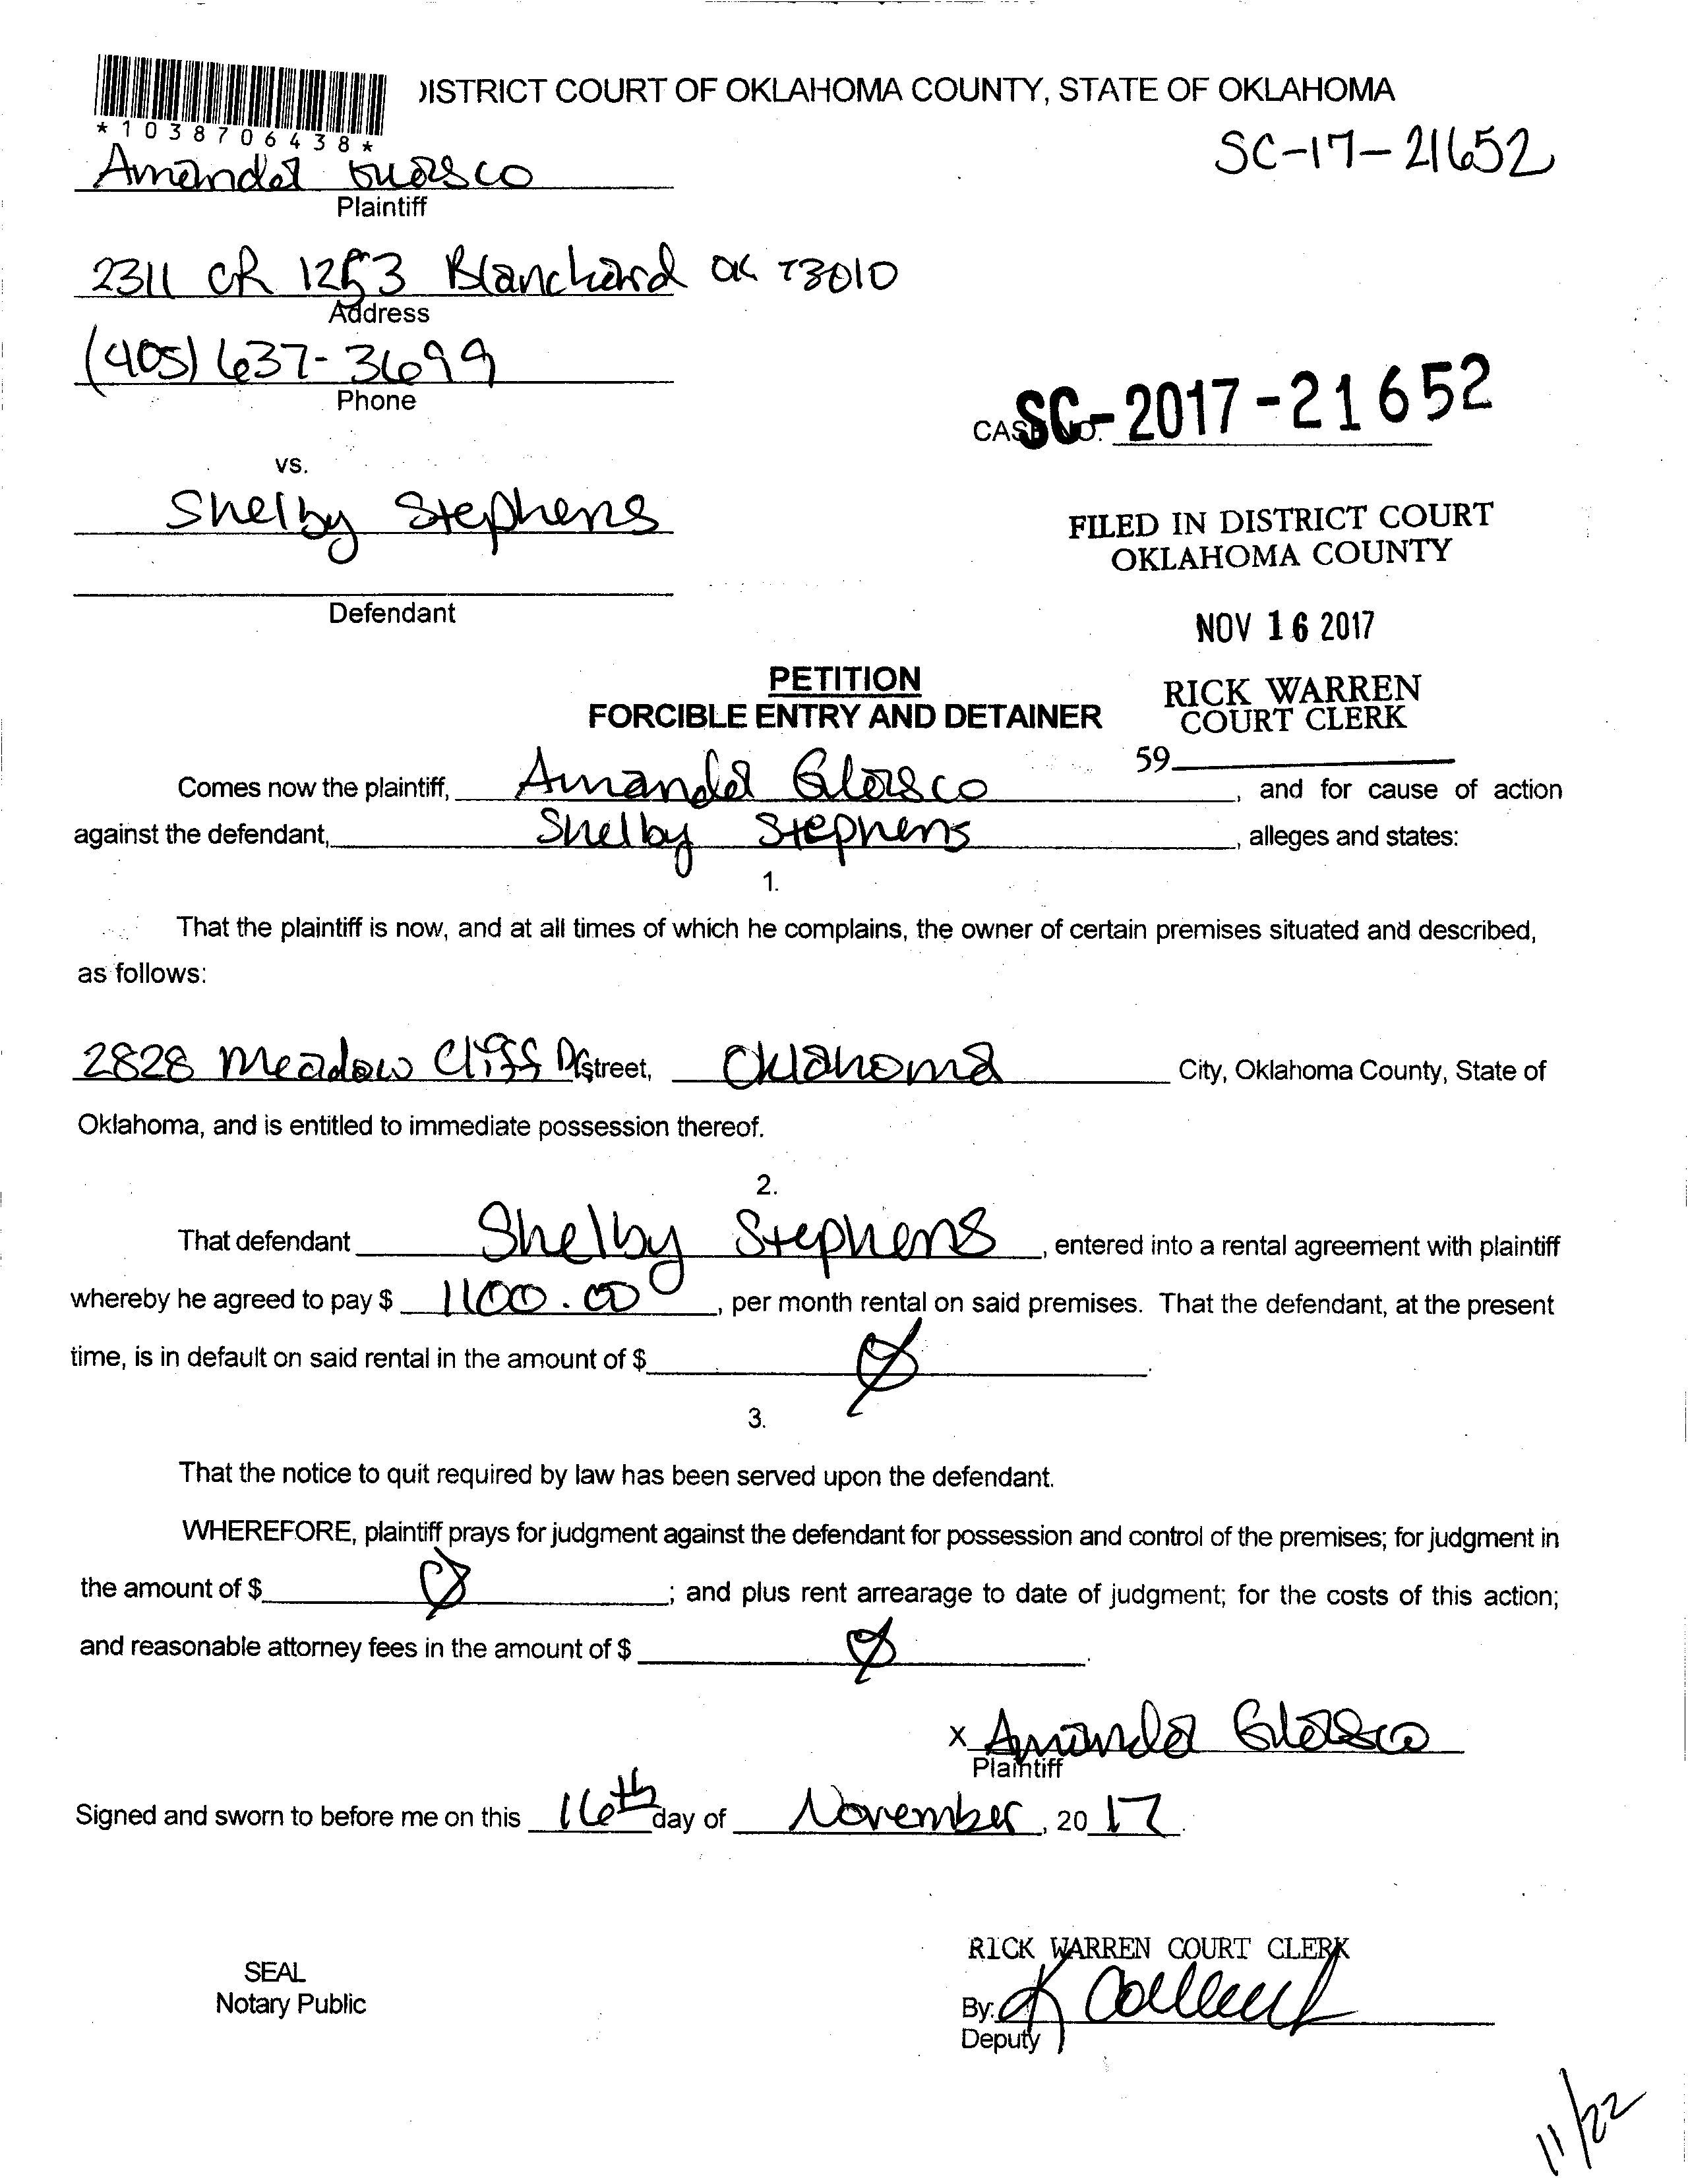 DISTRICT COURT OF OKLAHOMA COUNTY, STATE OF OKLAHOMA
*1038706438*
SC-17-21652
Amanda Glasco
Plaintiff
2311 CR 1253 Blanchard OK 73010
Address
(405) 637-3699
Phone
CASE NO. SC-2017-21652
vs.
Shelby Stephens
FILED IN DISTRICT COURT
OKLAHOMA COUNTY
Defendant
NOV 16 2017
PETITION
FORCIBLE ENTRY AND DETAINER
RICK WARREN
COURT CLERK
59
Comes now the plaintiff, Amanda Glasco, and for cause of action
against the defendant, Shelby Stephens, alleges and states:
1.
That the plaintiff is now, and at all times of which he complains, the owner of certain premises situated and described,
as follows:
2828 Meadow Cliff Dr street, Oklahoma City, Oklahoma County, State of
Oklahoma, and is entitled to immediate possession thereof.
2.
That defendant Shelby Stephens, entered into a rental agreement with plaintiff
whereby he agreed to pay $ 1100.00, per month rental on said premises. That the defendant, at the present
time, is in default on said rental in the amount of $ Ø.
3.
That the notice to quit required by law has been served upon the defendant.
WHEREFORE, plaintiff prays for judgment against the defendant for possession and control of the premises; for judgment in
the amount of $ Ø; and plus rent arrearage to date of judgment; for the costs of this action;
and reasonable attorney fees in the amount of $ Ø.
x Amanda Glasco
Plaintiff
Signed and sworn to before me on this 16th day of November, 20 17.
RICK WARREN COURT CLERK
SEAL
Notary Public
By: K
Deputy
11/22